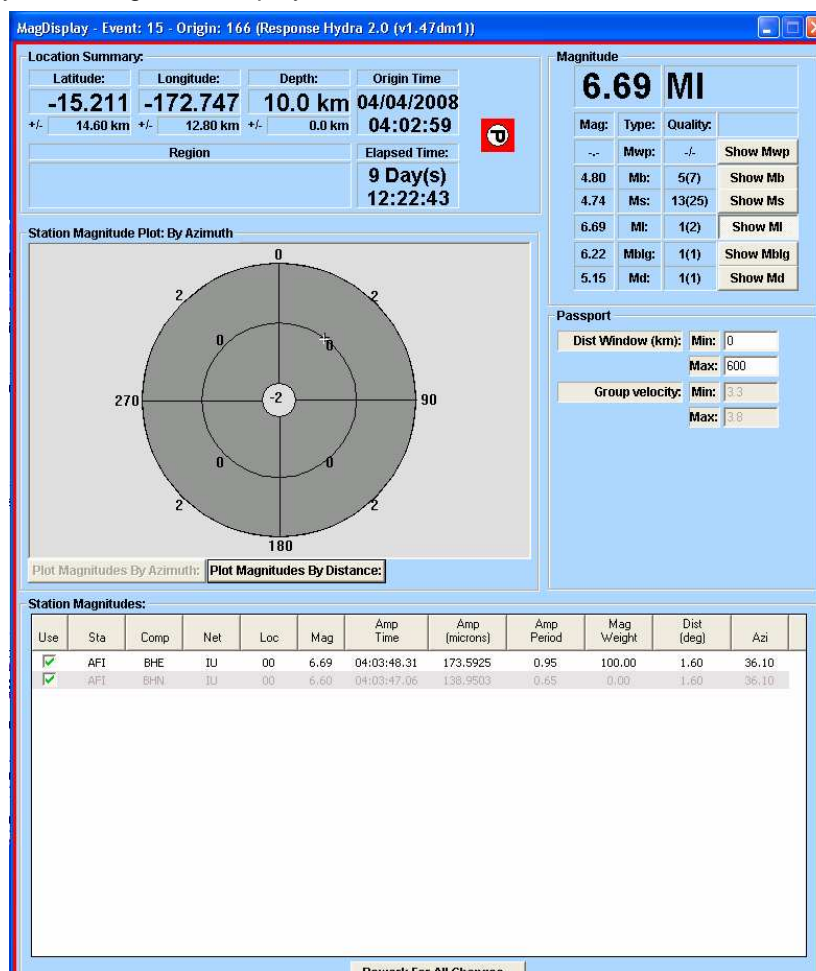 MagDisplay - Event: 15 - Origin: 166 (Response Hydra 2.0 (v1.47dm1))
Location Summary:
Latitude: Longitude: Depth: Origin Time
-15.211 -172.747 10.0 km 04/04/2008
+/- 14.60 km +/- 12.80 km +/- 0.0 km 04:02:59
P
Region Elapsed Time:
9 Day(s)
12:22:43
Magnitude
6.69 Ml
Mag: Type: Quality:
-.- Mwp: -/- Show Mwp
4.80 Mb: 5(7) Show Mb
4.74 Ms: 13(25) Show Ms
6.69 Ml: 1(2) Show Ml
6.22 Mblg: 1(1) Show Mblg
5.15 Md: 1(1) Show Md
Station Magnitude Plot: By Azimuth
0
2 2
0 0
270 -2 90
0 0
2 2
180
Plot Magnitudes By Azimuth: Plot Magnitudes By Distance:
Passport
Dist Window (km): Min: 0
Max: 600
Group velocity: Min: 3.3
Max: 3.8
Station Magnitudes:
Use Sta Comp Net Loc Mag Amp Time Amp (microns) Amp Period Mag Weight Dist (deg) Azi
AFI BHE IU 00 6.69 04:03:48.31 173.5925 0.95 100.00 1.60 36.10
AFI BHN IU 00 6.60 04:03:47.06 138.9503 0.65 0.00 1.60 36.10